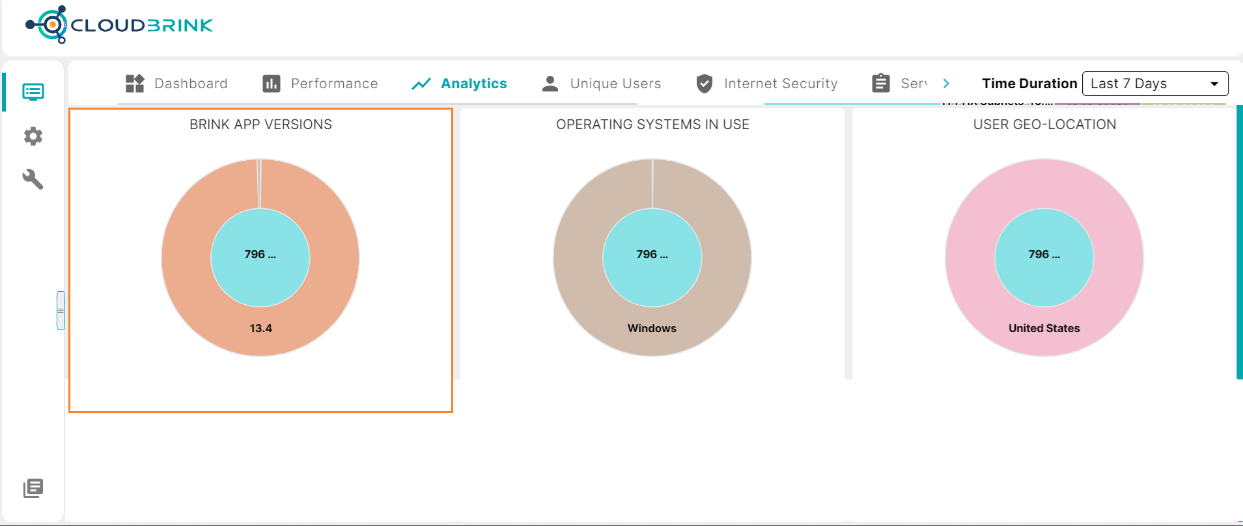 CLOUDBRINK
Dashboard Performance Analytics Unique Users Internet Security Serv Time Duration Last 7 Days
BRINK APP VERSIONS OPERATING SYSTEMS IN USE USER GEO-LOCATION
796 ... 796 ... 796 ...
13.4 Windows United States